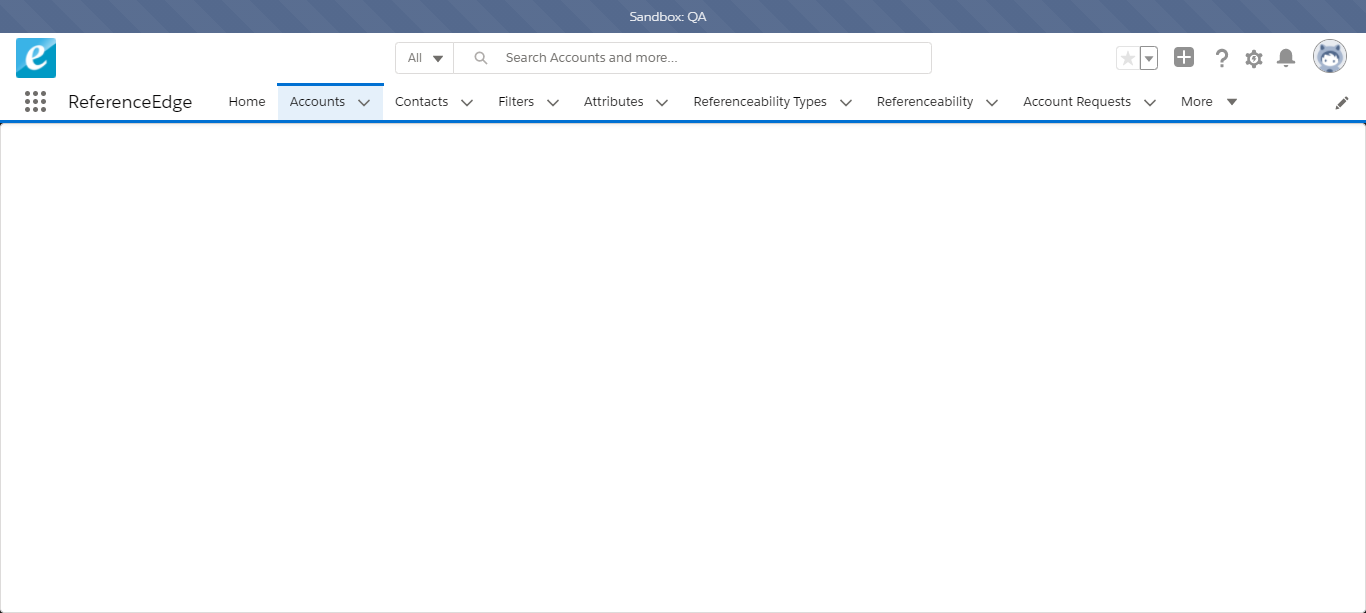 Sandbox: QA
All
Search Accounts and more...
ReferenceEdge
Home
Accounts
Contacts
Filters
Attributes
Referenceability Types
Referenceability
Account Requests
More